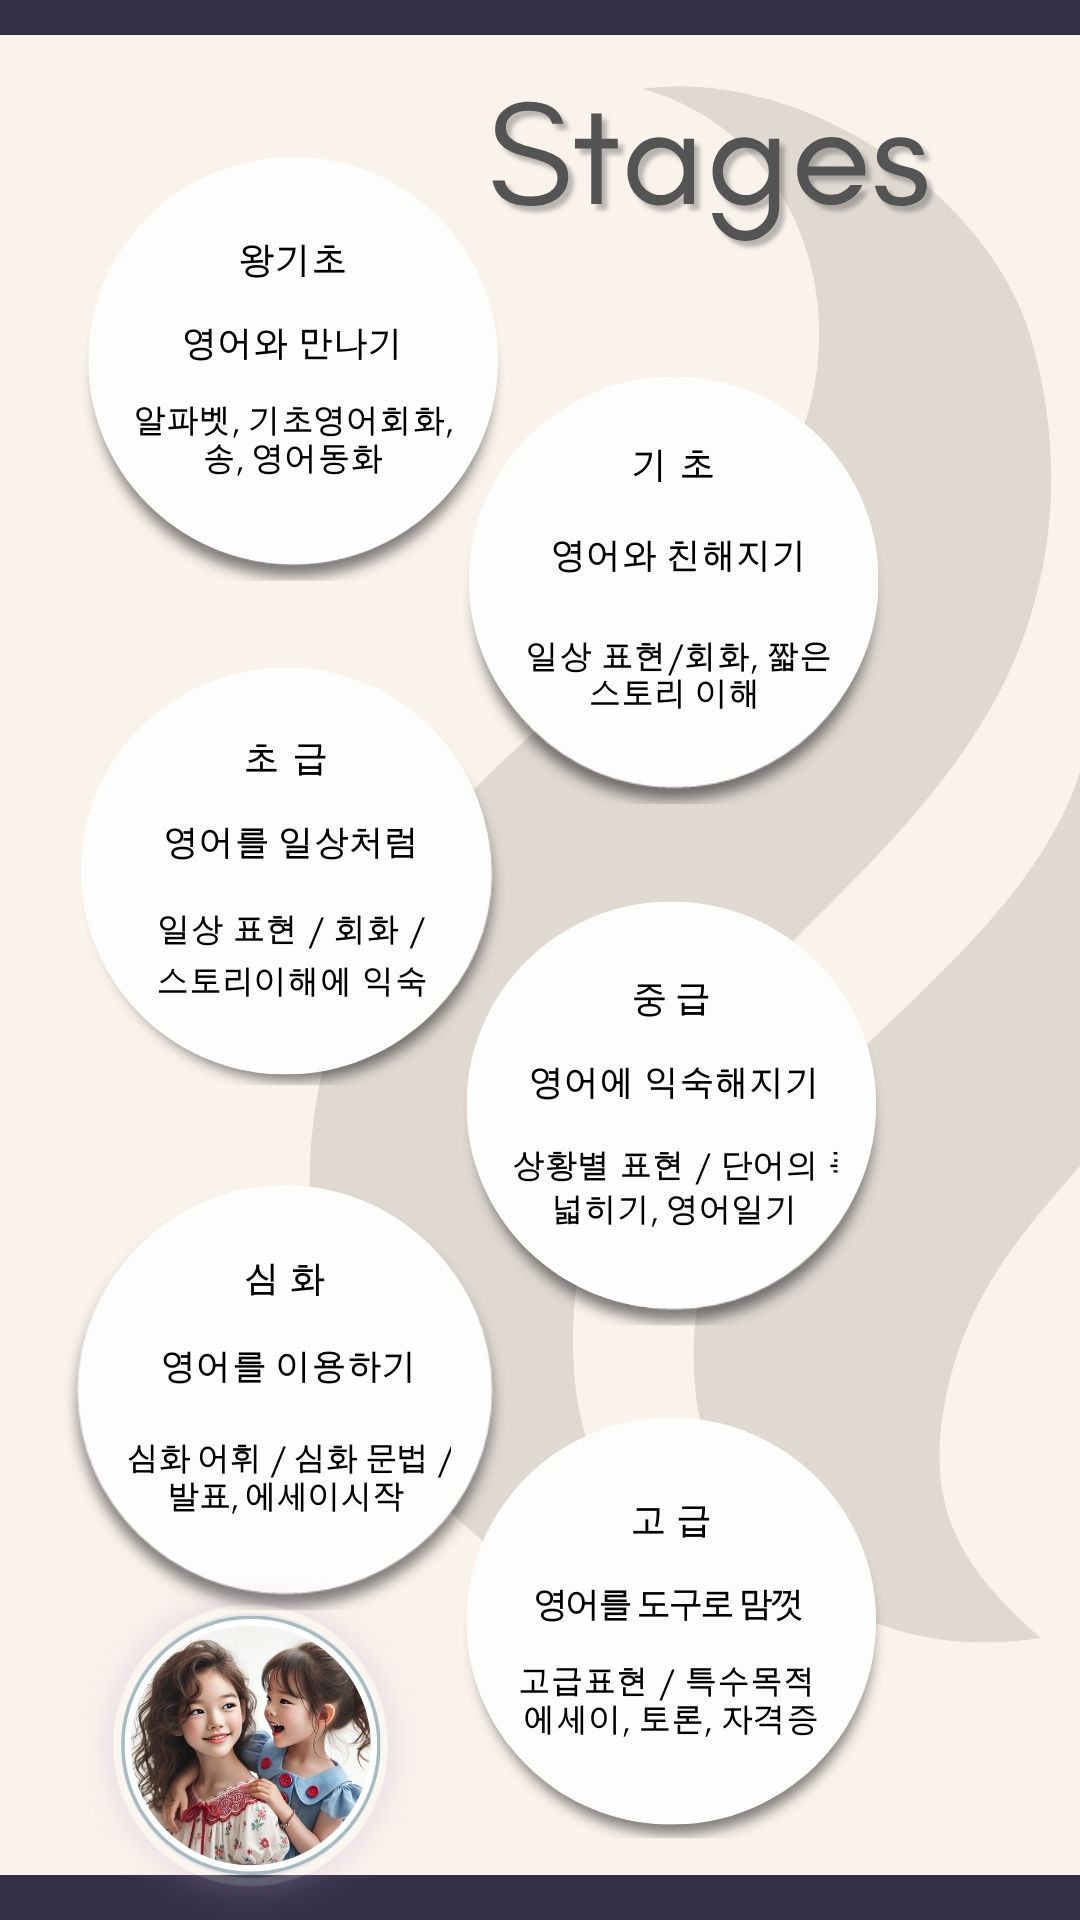 Stages
왕기초
영어와 만나기
알파벳, 기초영어회화,
송, 영어동화
기 초
영어와 친해지기
일상 표현/회화, 짧은
스토리 이해
초 급
영어를 일상처럼
일상 표현 / 회화 /
스토리이해에 익숙
중 급
영어에 익숙해지기
상황별 표현 / 단어의
넓히기, 영어일기
심 화
영어를 이용하기
심화 어휘 / 심화 문법 /
발표, 에세이시작
고 급
영어를 도구로 맘껏
고급표현 / 특수목적
에세이, 토론, 자격증